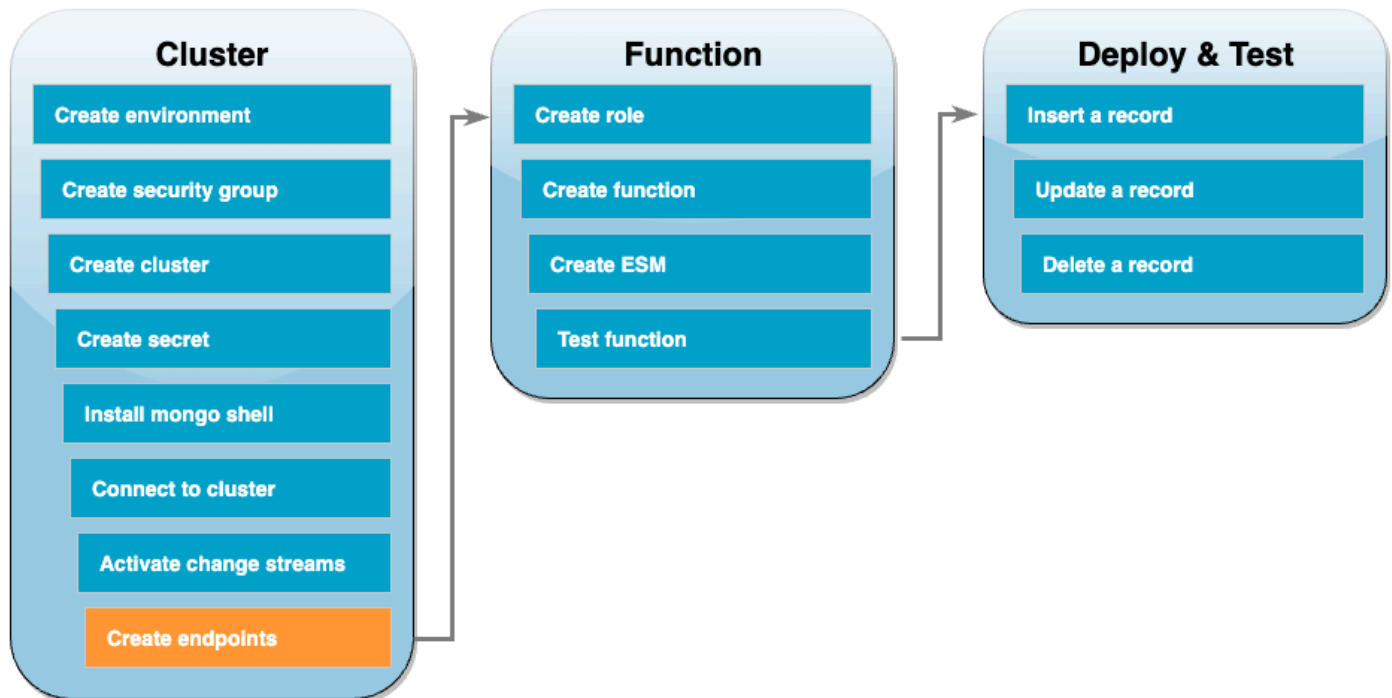 Cluster
Create environment
Create security group
Create cluster
Create secret
Install mongo shell
Connect to cluster
Activate change streams
Create endpoints
Function
Create role
Create function
Create ESM
Test function
Deploy & Test
Insert a record
Update a record
Delete a record